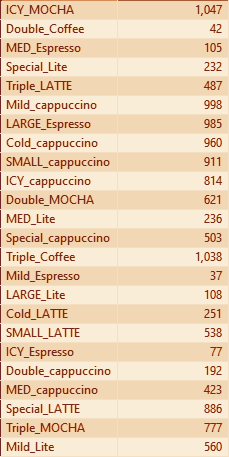 ICY_MOCHA 1,047
Double_Coffee 42
MED_Espresso 105
Special_Lite 232
Triple_LATTE 487
Mild_cappuccino 998
LARGE_Espresso 985
Cold_cappuccino 960
SMALL_cappuccino 911
ICY_cappuccino 814
Double_MOCHA 621
MED_Lite 236
Special_cappuccino 503
Triple_Coffee 1,038
Mild_Espresso 37
LARGE_Lite 108
Cold_LATTE 251
SMALL_LATTE 538
ICY_Espresso 77
Double_cappuccino 192
MED_cappuccino 423
Special_LATTE 886
Triple_MOCHA 777
Mild_Lite 560